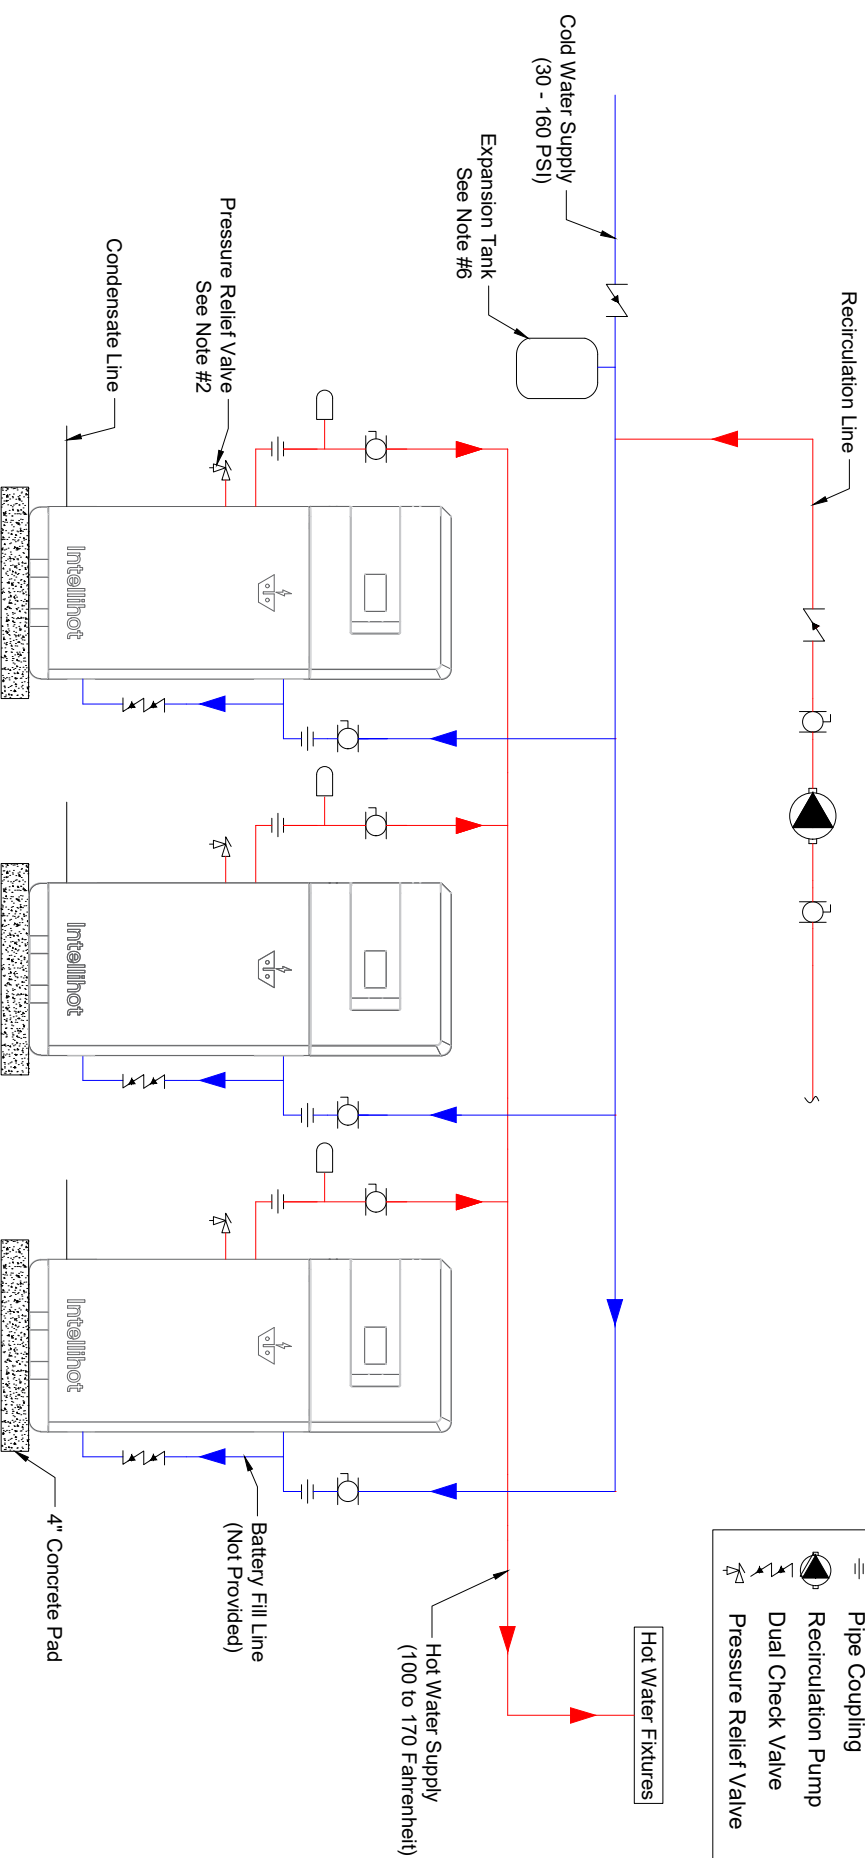 Recirculation Line
Cold Water Supply
(30 - 160 PSI)
Expansion Tank
See Note #6
Pressure Relief Valve
See Note #2
Condensate Line
Intellihot
Intellihot
Intellihot
Pipe Coupling
Recirculation Pump
Dual Check Valve
Pressure Relief Valve
Hot Water Fixtures
Hot Water Supply
(100 to 170 Fahrenheit)
Battery Fill Line
(Not Provided)
4" Concrete Pad